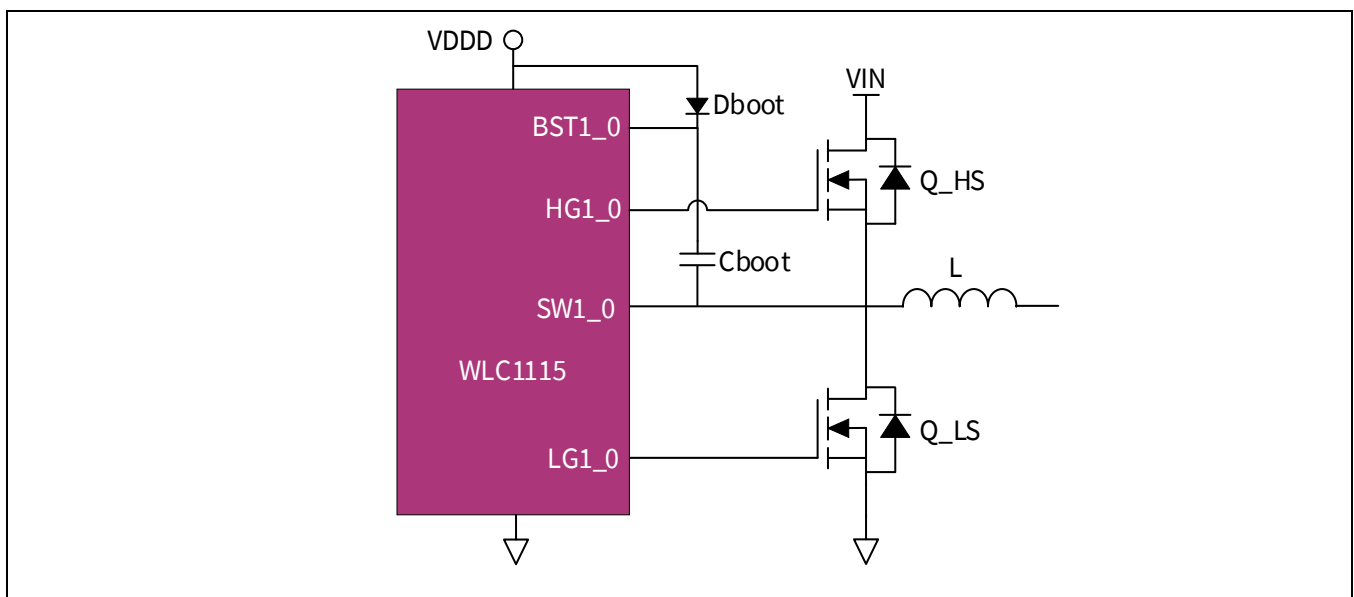 VDDD
VIN
Dboot
BST1_0
Q_HS
HG1_0
Cboot
L
SW1_0
WLC1115
Q_LS
LG1_0